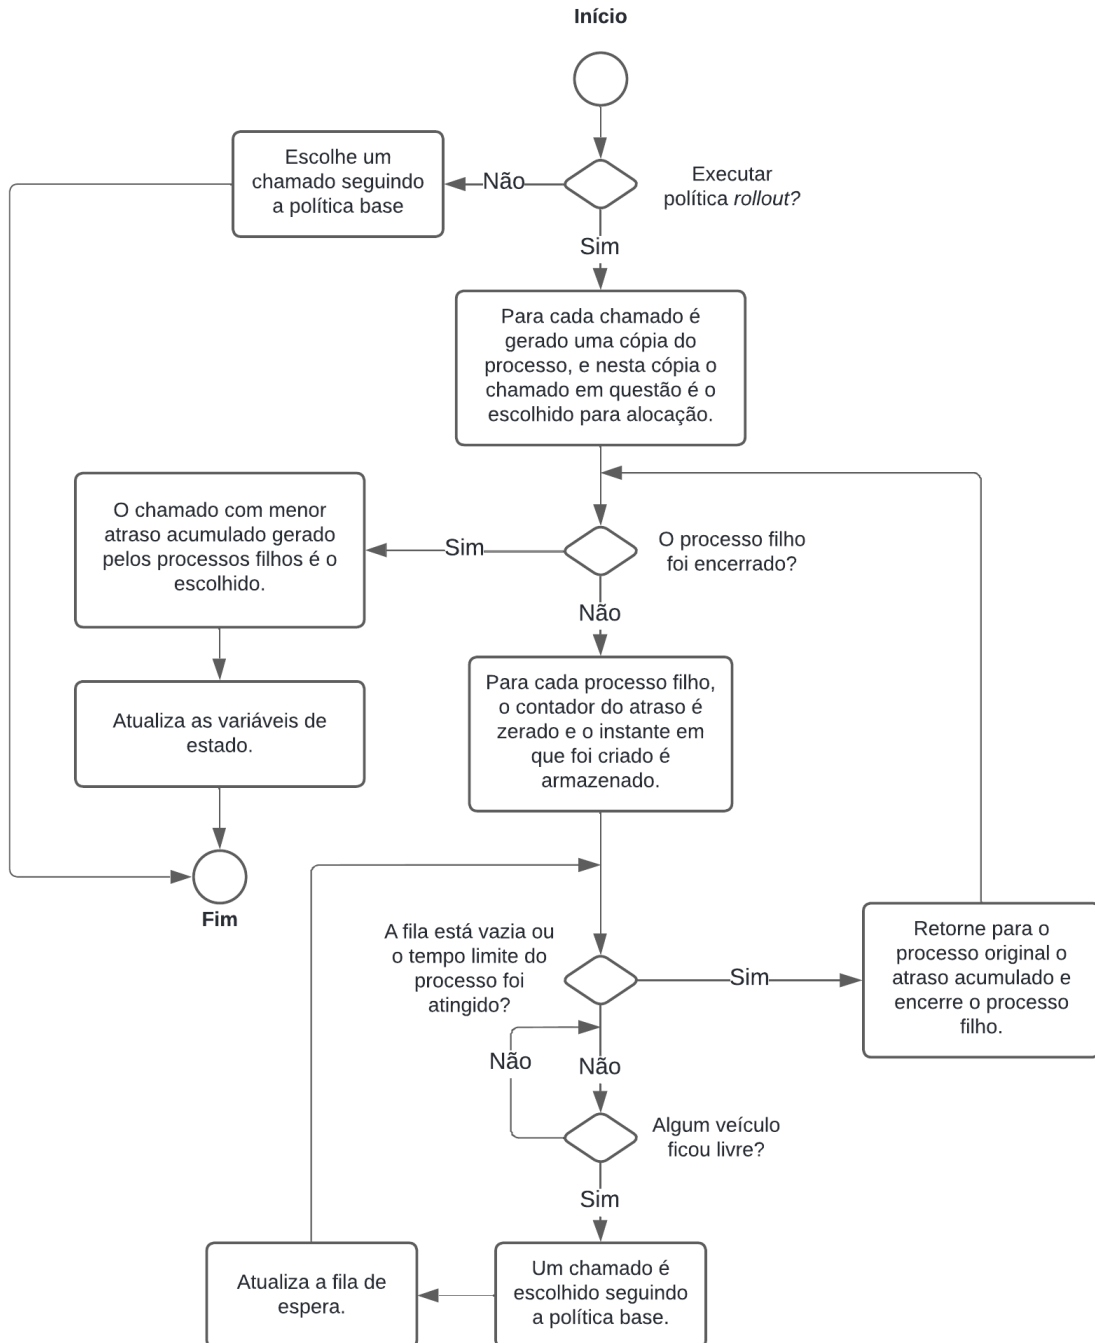 Início
Escolhe um
chamado seguindo
a política base
Não
Executar
política rollout?
Sim
Para cada chamado é
gerado uma cópia do
processo, e nesta cópia o
chamado em questão é o
escolhido para alocação.
O chamado com menor
atraso acumulado gerado
pelos processos filhos é o
escolhido.
Sim
O processo filho
foi encerrado?
Não
Para cada processo filho,
o contador do atraso é
zerado e o instante em
que foi criado é
armazenado.
Atualiza as variáveis de
estado.
Fim
A fila está vazia ou
o tempo limite do
processo foi
atingido?
Sim
Retorne para o
processo original o
atraso acumulado e
encerre o processo
filho.
Não
Não
Algum veículo
ficou livre?
Sim
Um chamado é
escolhido seguindo
a política base.
Atualiza a fila de
espera.